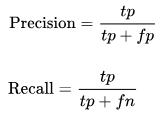 Precision = tp / tp + fp
Recall = tp / tp + fn